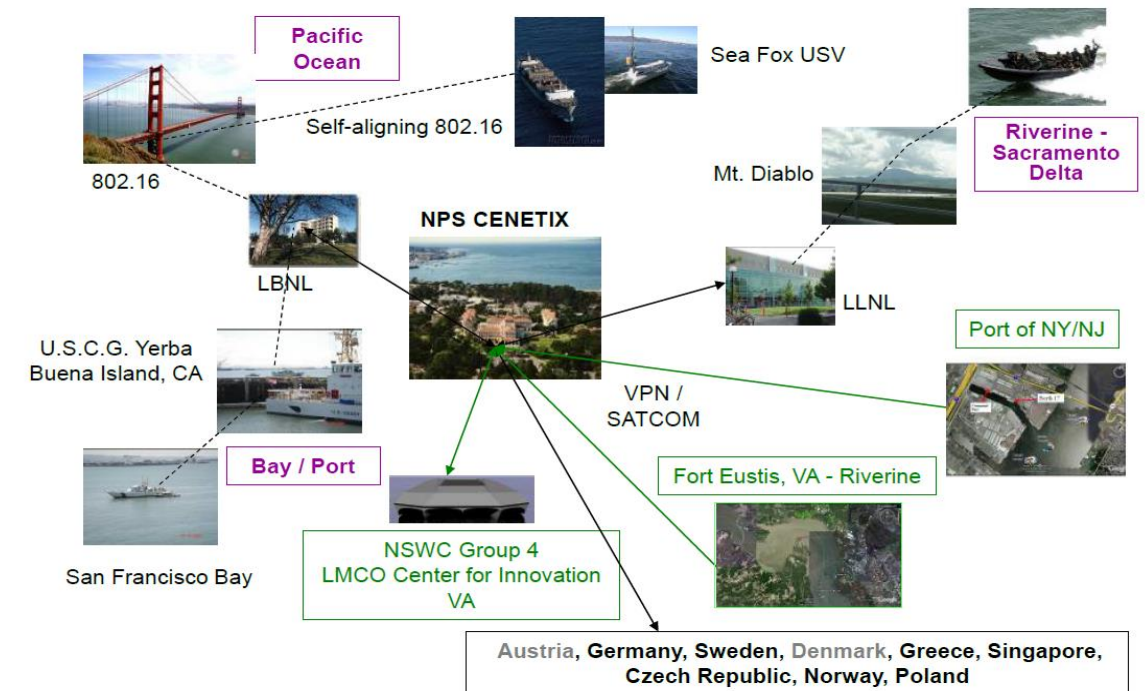 Pacific
Ocean
Sea Fox USV
Self-aligning 802.16
Riverine -
Sacramento
Delta
Mt. Diablo
802.16
NPS CENETIX
LBNL
LLNL
Port of NY/NJ
U.S.C.G. Yerba
Buena Island, CA
VPN /
SATCOM
Bay / Port
Fort Eustis, VA - Riverine
NSWC Group 4
LMCO Center for Innovation
VA
San Francisco Bay
Austria, Germany, Sweden, Denmark, Greece, Singapore,
Czech Republic, Norway, Poland